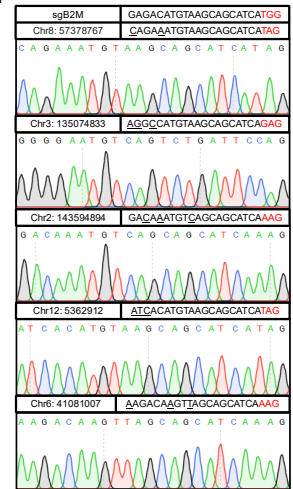 sgB2M GAGACATGTAAGCAGCATCATGG
Chr8: 57378767 CAGAAATGTAAGCAGCATCATAG
C A G A A A T G T A A G C A G C A T C A T A G
Chr3: 135074833 AGGCCATGTAAGCAGCATCAGAG
G G G G A A T G T C A G T C T G A T T C C A G
Chr2: 143594894 GACAAATGTCAGCAGCATCAAAG
G A C A A A T G T C A G C A G C A T C A A A G
Chr12: 5362912 ATCACATGTAAGCAGCATCATAG
A T C A C A T G T A A G C A G C A T C A T A G
Chr6: 41081007 AAGACAAGTTAGCAGCATCAAAG
A A G A C A A G T T A G C A G C A T C A A A G